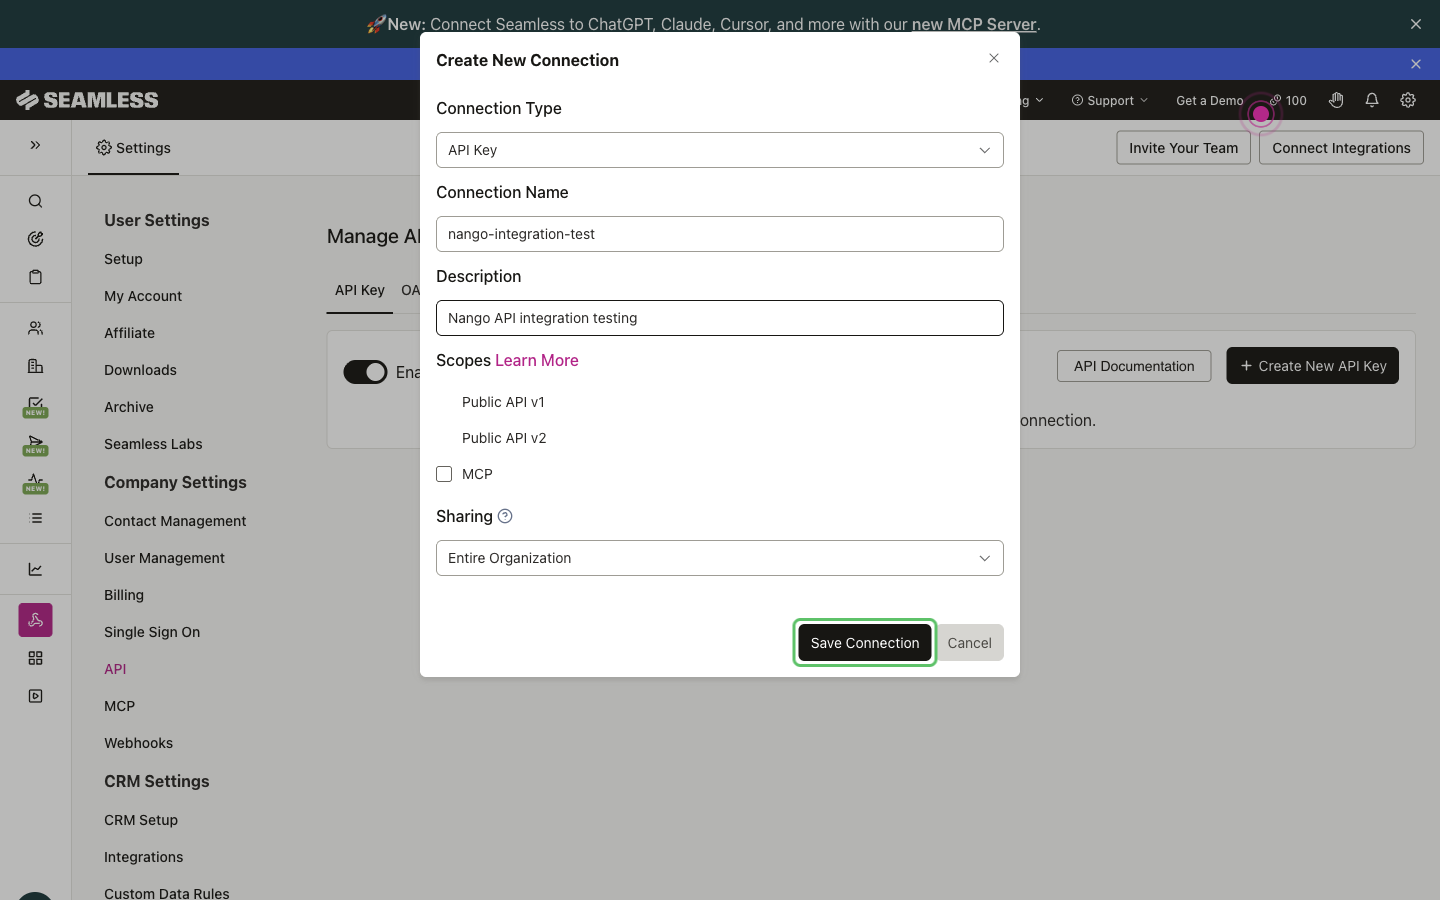 🚀New: Connect Seamless to ChatGPT, Claude, Cursor, and more with our new MCP Server.
SEAMLESS
Support
Get a Demo
100
Settings
Invite Your Team
Connect Integrations
User Settings
Setup
My Account
Affiliate
Downloads
Archive
Seamless Labs
Company Settings
Contact Management
User Management
Billing
Single Sign On
API
MCP
Webhooks
CRM Settings
CRM Setup
Integrations
Custom Data Rules
NEW!
NEW!
NEW!
Manage
API Key
API Documentation
+ Create New API Key
onnection.
Create New Connection
Connection Type
API Key
Connection Name
nango-integration-test
Description
Nango API integration testing
Scopes Learn More
Public API v1
Public API v2
MCP
Sharing
Entire Organization
Save Connection
Cancel